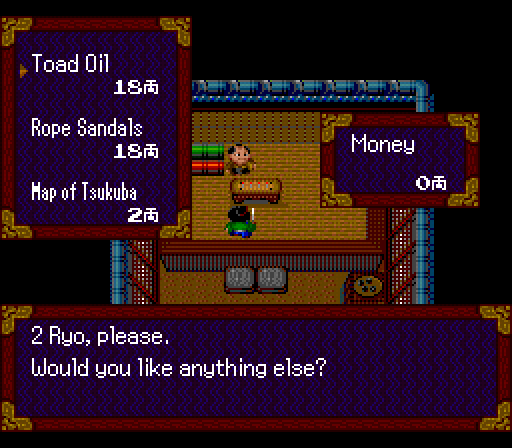 Toad Oil
18両
Rope Sandals
18両
Map of Tsukuba
2両
Money
0両
2 Ryo, please.
Would you like anything else?